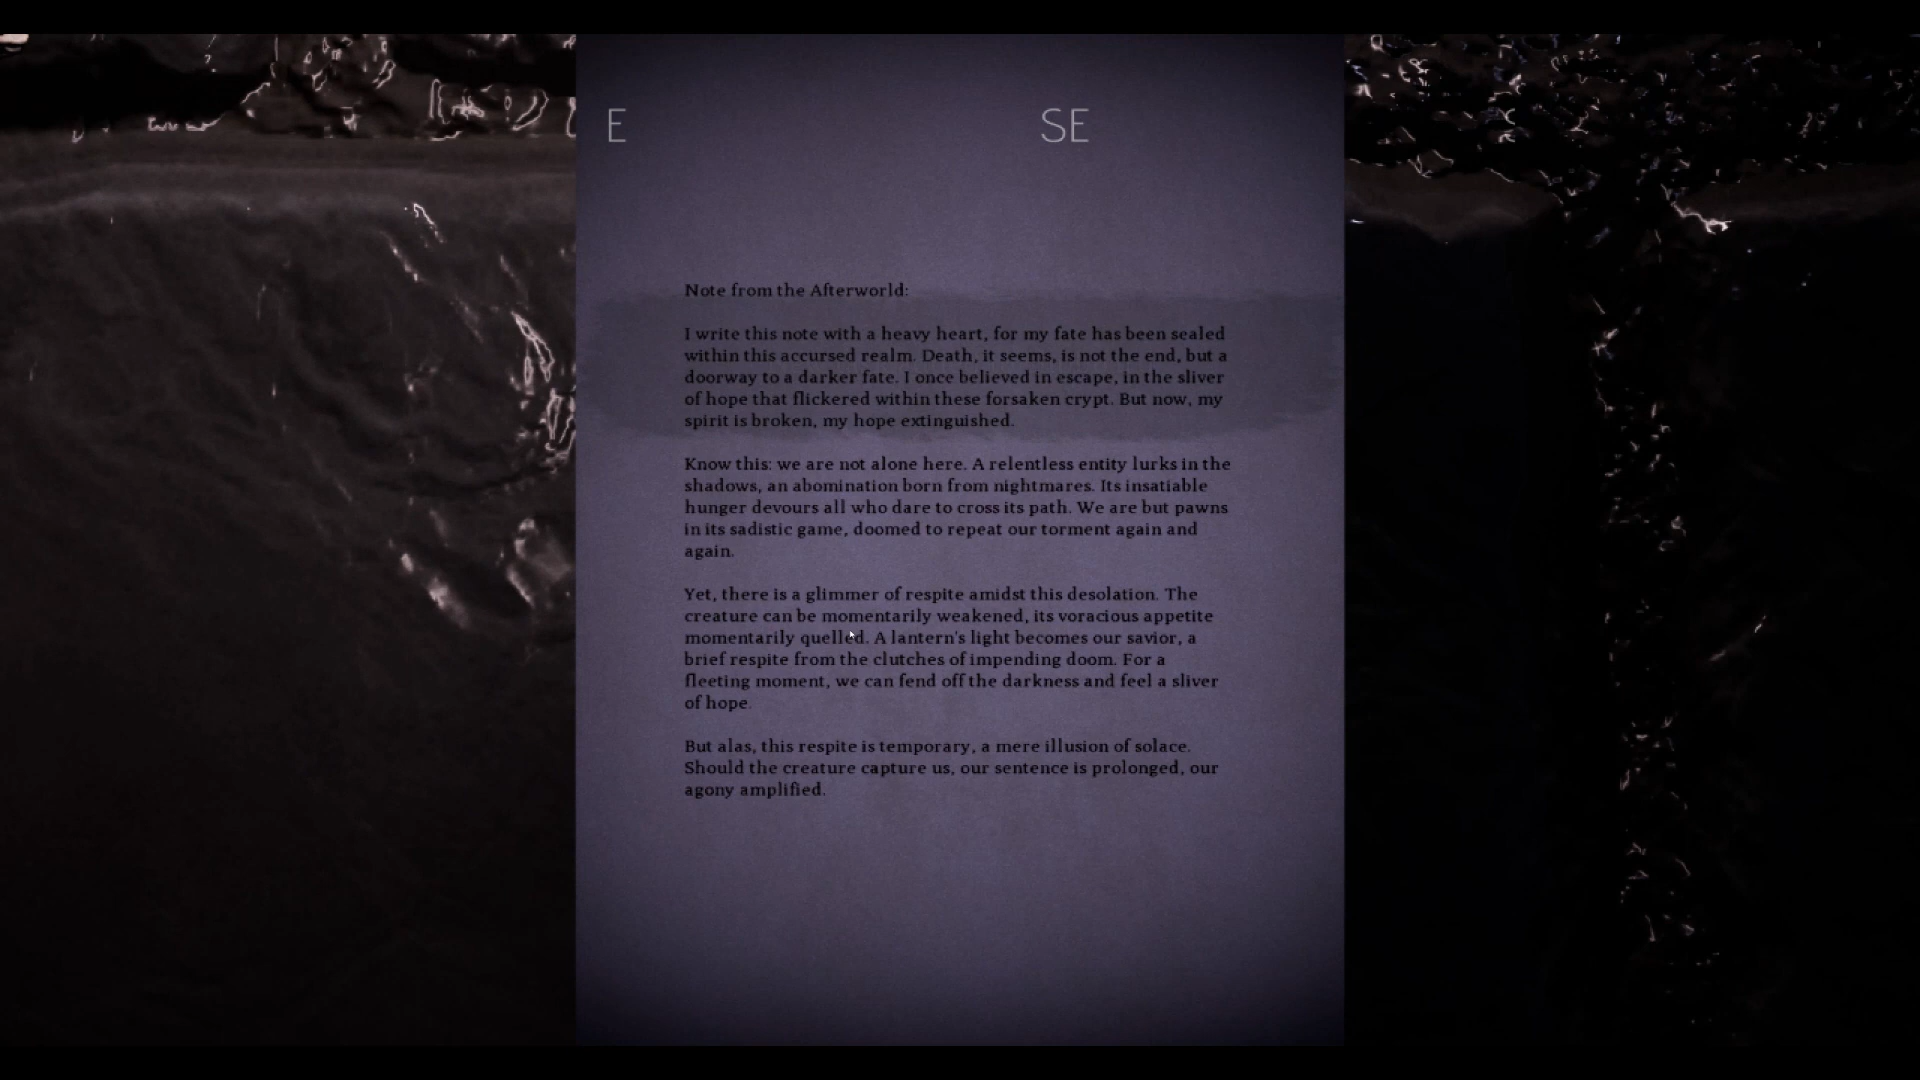 E SE
Note from the Afterworld:
I write this note with a heavy heart, for my fate has been sealed
within this accursed realm. Death, it seems, is not the end, but a
doorway to a darker fate. I once believed in escape, in the sliver
of hope that flickered within these forsaken crypt. But now, my
spirit is broken, my hope extinguished.
Know this: we are not alone here. A relentless entity lurks in the
shadows, an abomination born from nightmares. Its insatiable
hunger devours all who dare to cross its path. We are but pawns
in its sadistic game, doomed to repeat our torment again and
again.
Yet, there is a glimmer of respite amidst this desolation. The
creature can be momentarily weakened, its voracious appetite
momentarily quelled. A lantern's light becomes our savior, a
brief respite from the clutches of impending doom. For a
fleeting moment, we can fend off the darkness and feel a sliver
of hope.
But alas, this respite is temporary, a mere illusion of solace.
Should the creature capture us, our sentence is prolonged, our
agony amplified.